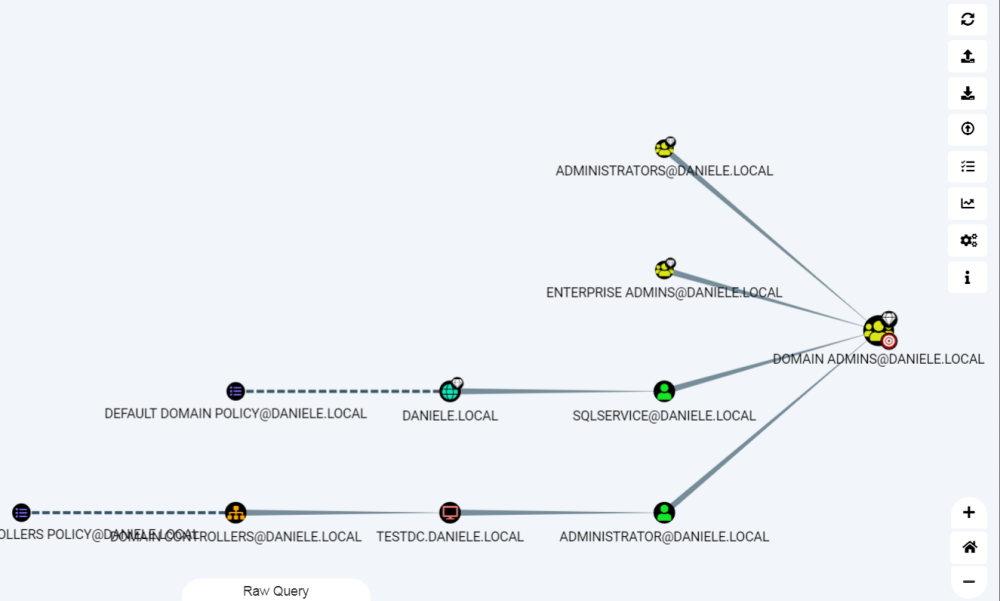 ADMINISTRATORS@DANIELE.LOCAL
ENTERPRISE ADMINS@DANIELE.LOCAL
DOMAIN ADMINS@DANIELE.LOCAL
DEFAULT DOMAIN POLICY@DANIELE.LOCAL
DANIELE.LOCAL
SQLSERVICE@DANIELE.LOCAL
OLLERS POLICY@DANIELE.LOCAL
DOMAIN CONTROLLERS@DANIELE.LOCAL
TESTDC.DANIELE.LOCAL
ADMINISTRATOR@DANIELE.LOCAL
Raw Query